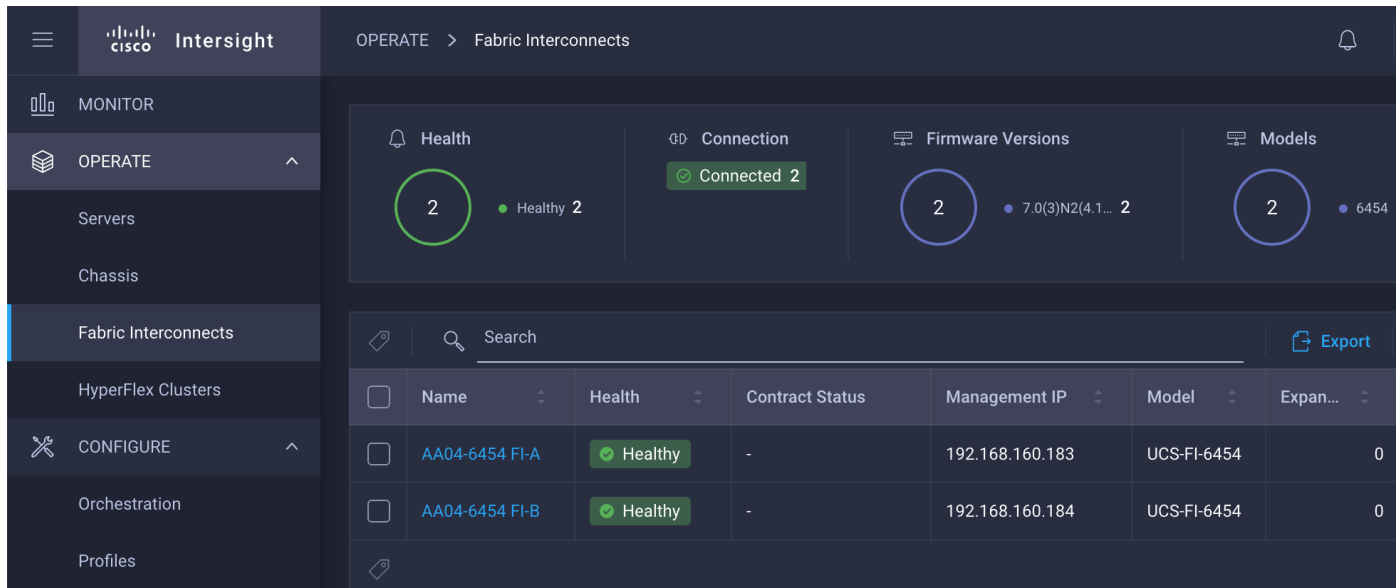 CISCO Intersight
OPERATE > Fabric Interconnects
MONITOR
OPERATE
Servers
Chassis
Fabric Interconnects
HyperFlex Clusters
CONFIGURE
Orchestration
Profiles
Health
2
Healthy 2
Connection
Connected 2
Firmware Versions
2
7.0(3)N2(4.1... 2
Models
2
6454
Search
Export
Name Health Contract Status Management IP Model Expan...
AA04-6454 FI-A Healthy - 192.168.160.183 UCS-FI-6454 0
AA04-6454 FI-B Healthy - 192.168.160.184 UCS-FI-6454 0